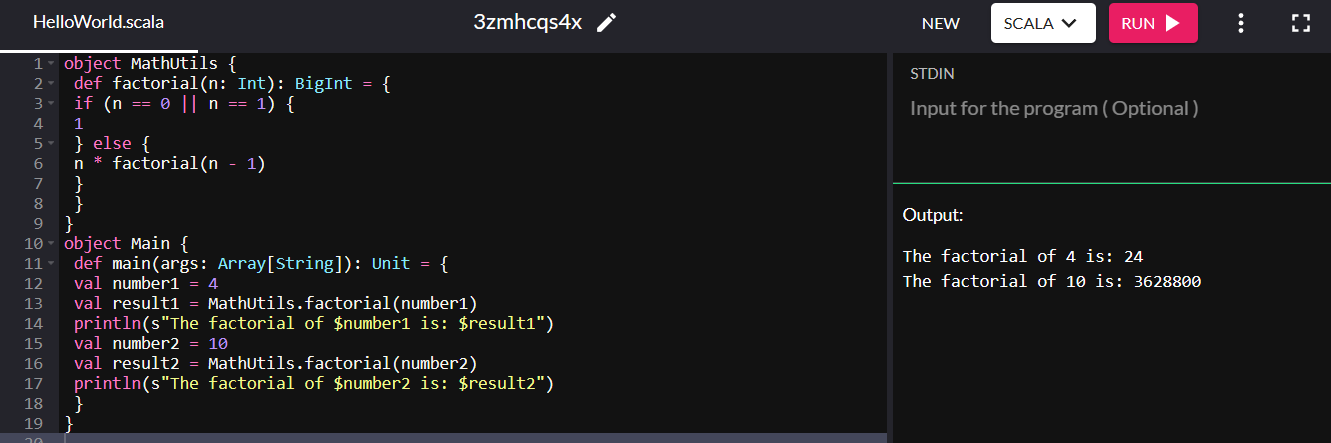 HelloWorld.scala 3zmhcqs4x NEW SCALA RUN
1 object MathUtils {
2  def factorial(n: Int): BigInt = {
3  if (n == 0 || n == 1) {
4  1
5  } else {
6  n * factorial(n - 1)
7  }
8  }
9 }
10 object Main {
11  def main(args: Array[String]): Unit = {
12  val number1 = 4
13  val result1 = MathUtils.factorial(number1)
14  println(s"The factorial of $number1 is: $result1")
15  val number2 = 10
16  val result2 = MathUtils.factorial(number2)
17  println(s"The factorial of $number2 is: $result2")
18  }
19 }
20
STDIN
Input for the program ( Optional )
Output:
The factorial of 4 is: 24
The factorial of 10 is: 3628800